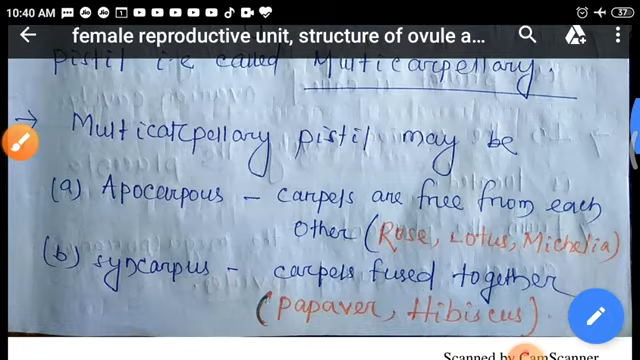 10:40 AM
37
female reproductive unit, structure of ovule a...
pistil i.e called Multicarpellary.
→ Multicarpellary pistil may be
(a) Apocarpous - carpels are free from each
other (Rose, Lotus, Michelia)
(b) syncarpus - carpels fused together
(Papaver, Hibiscus).
Scanned by CamScanner